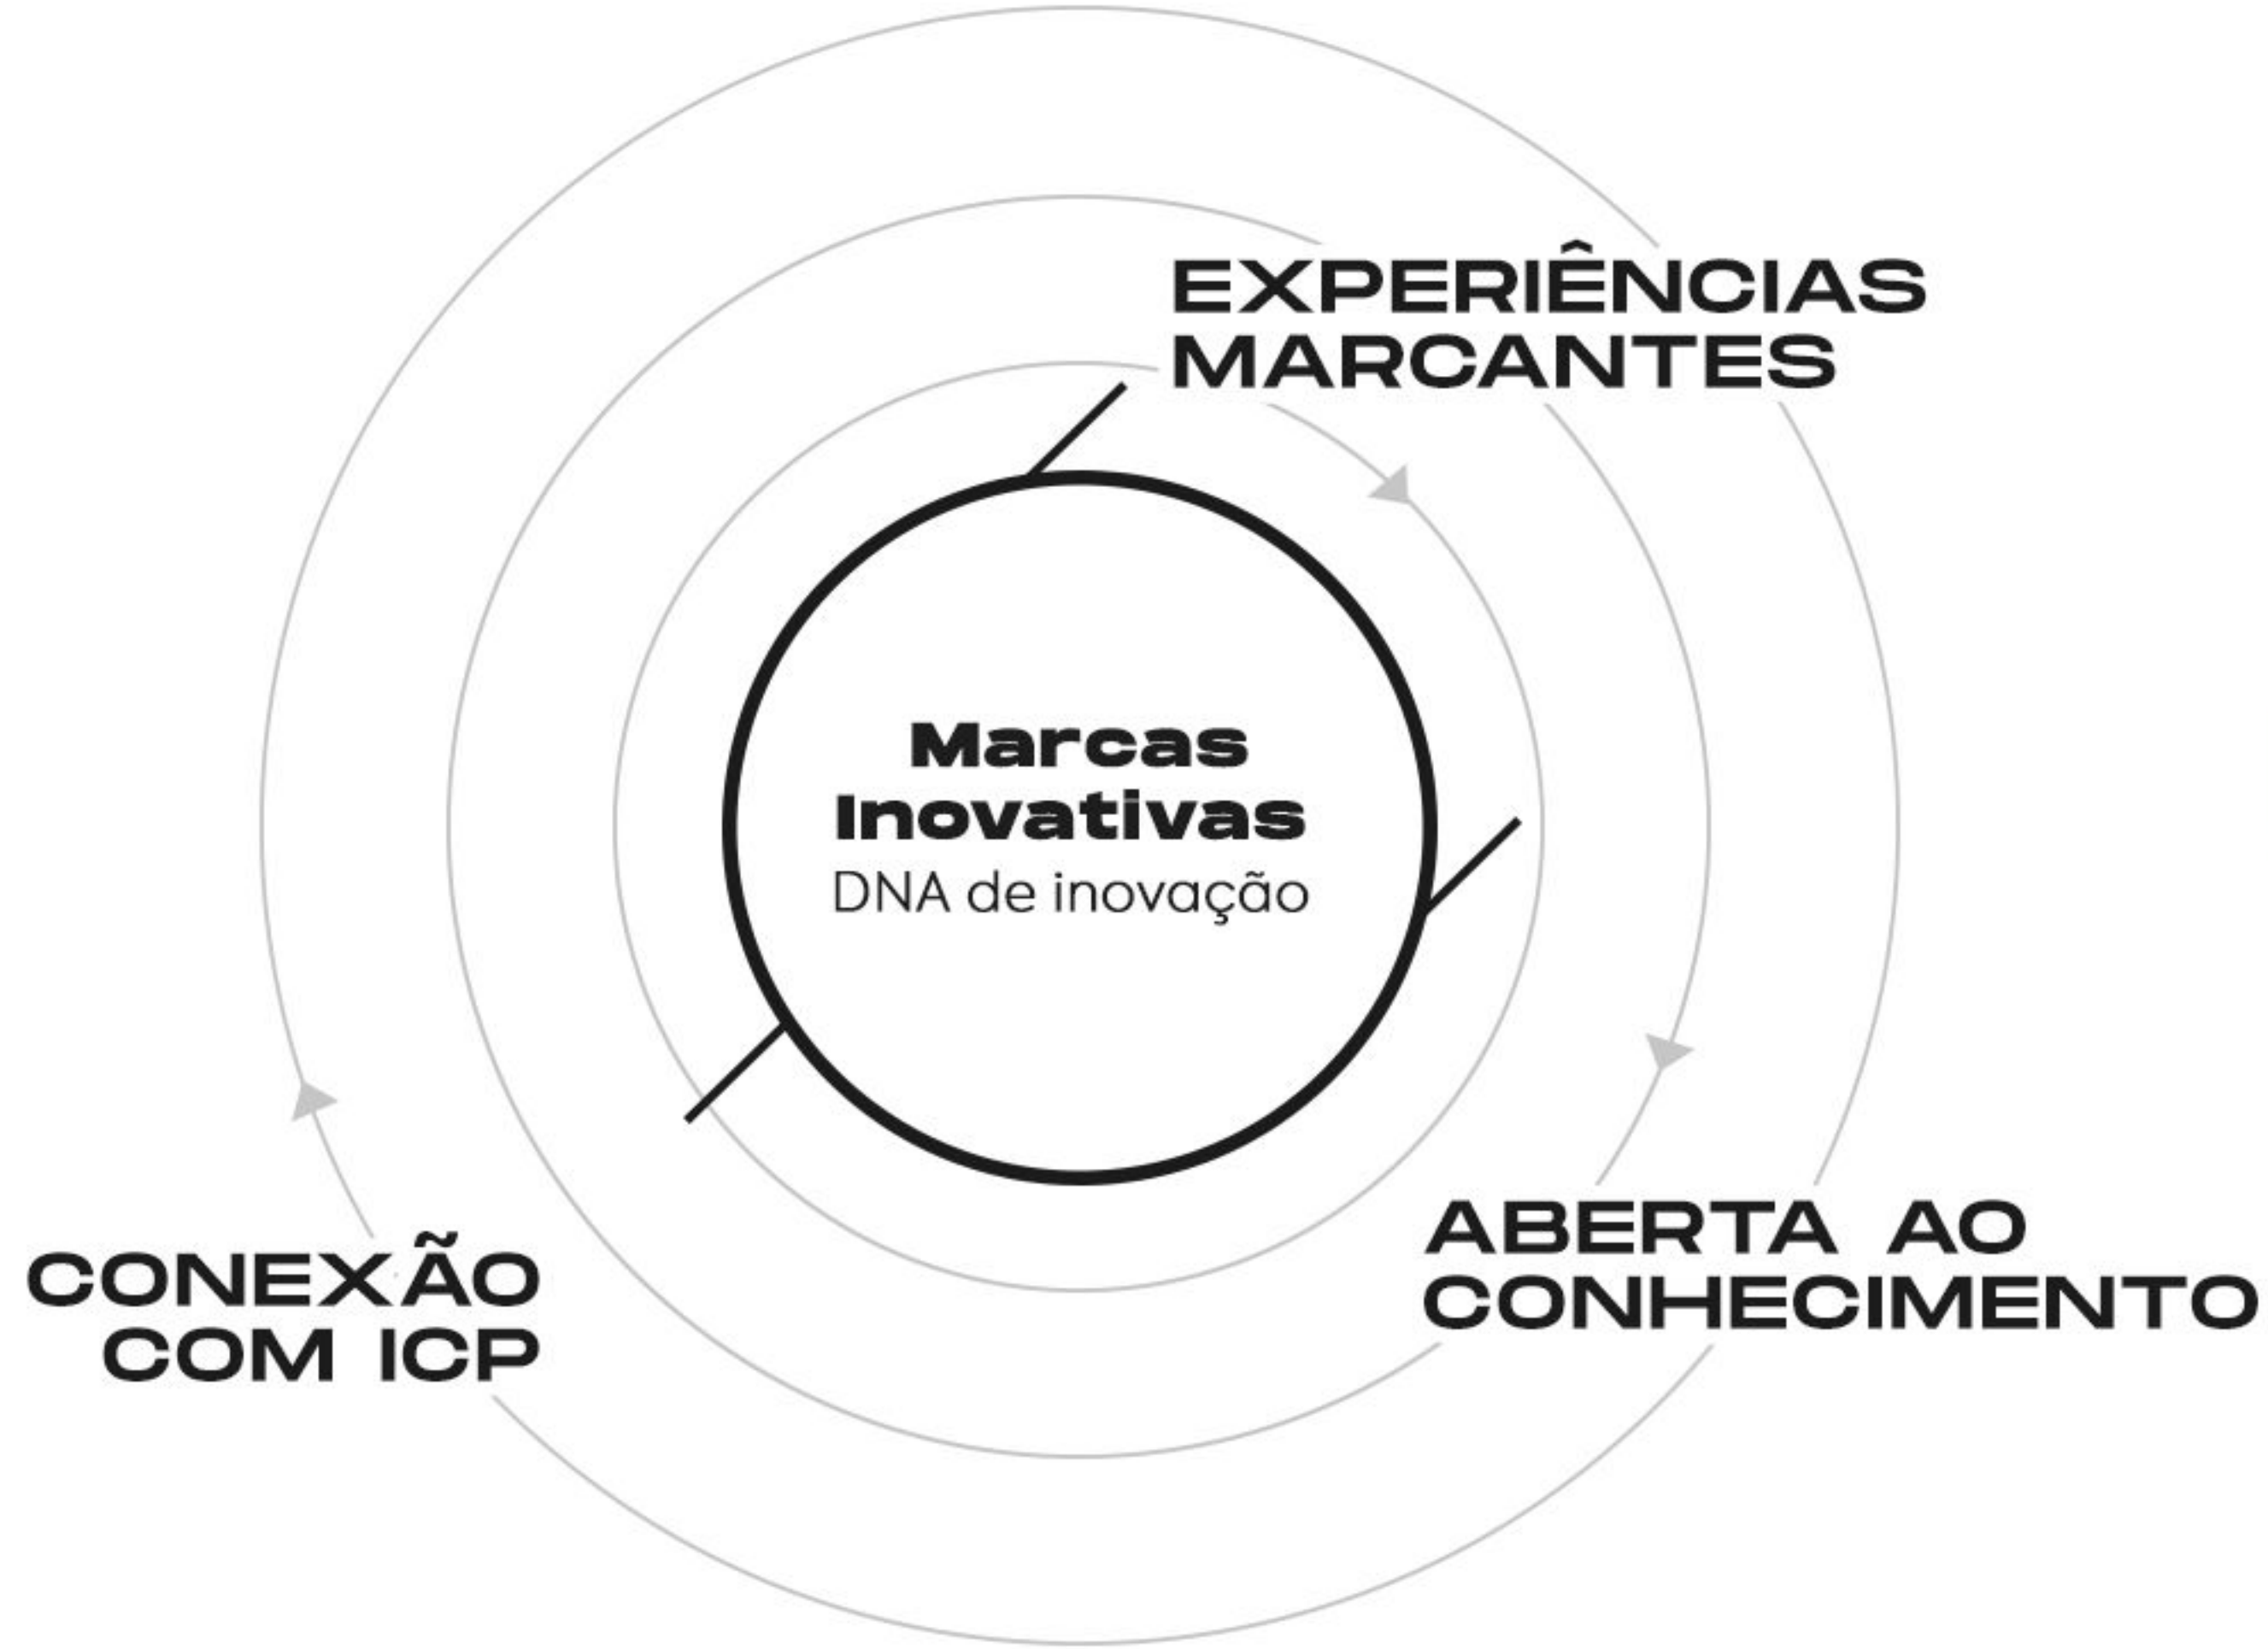 EXPERIÊNCIAS
MARCANTES
Marcas
Inovativas
DNA de inovação
ABERTA AO
CONHECIMENTO
CONEXÃO
COM ICP